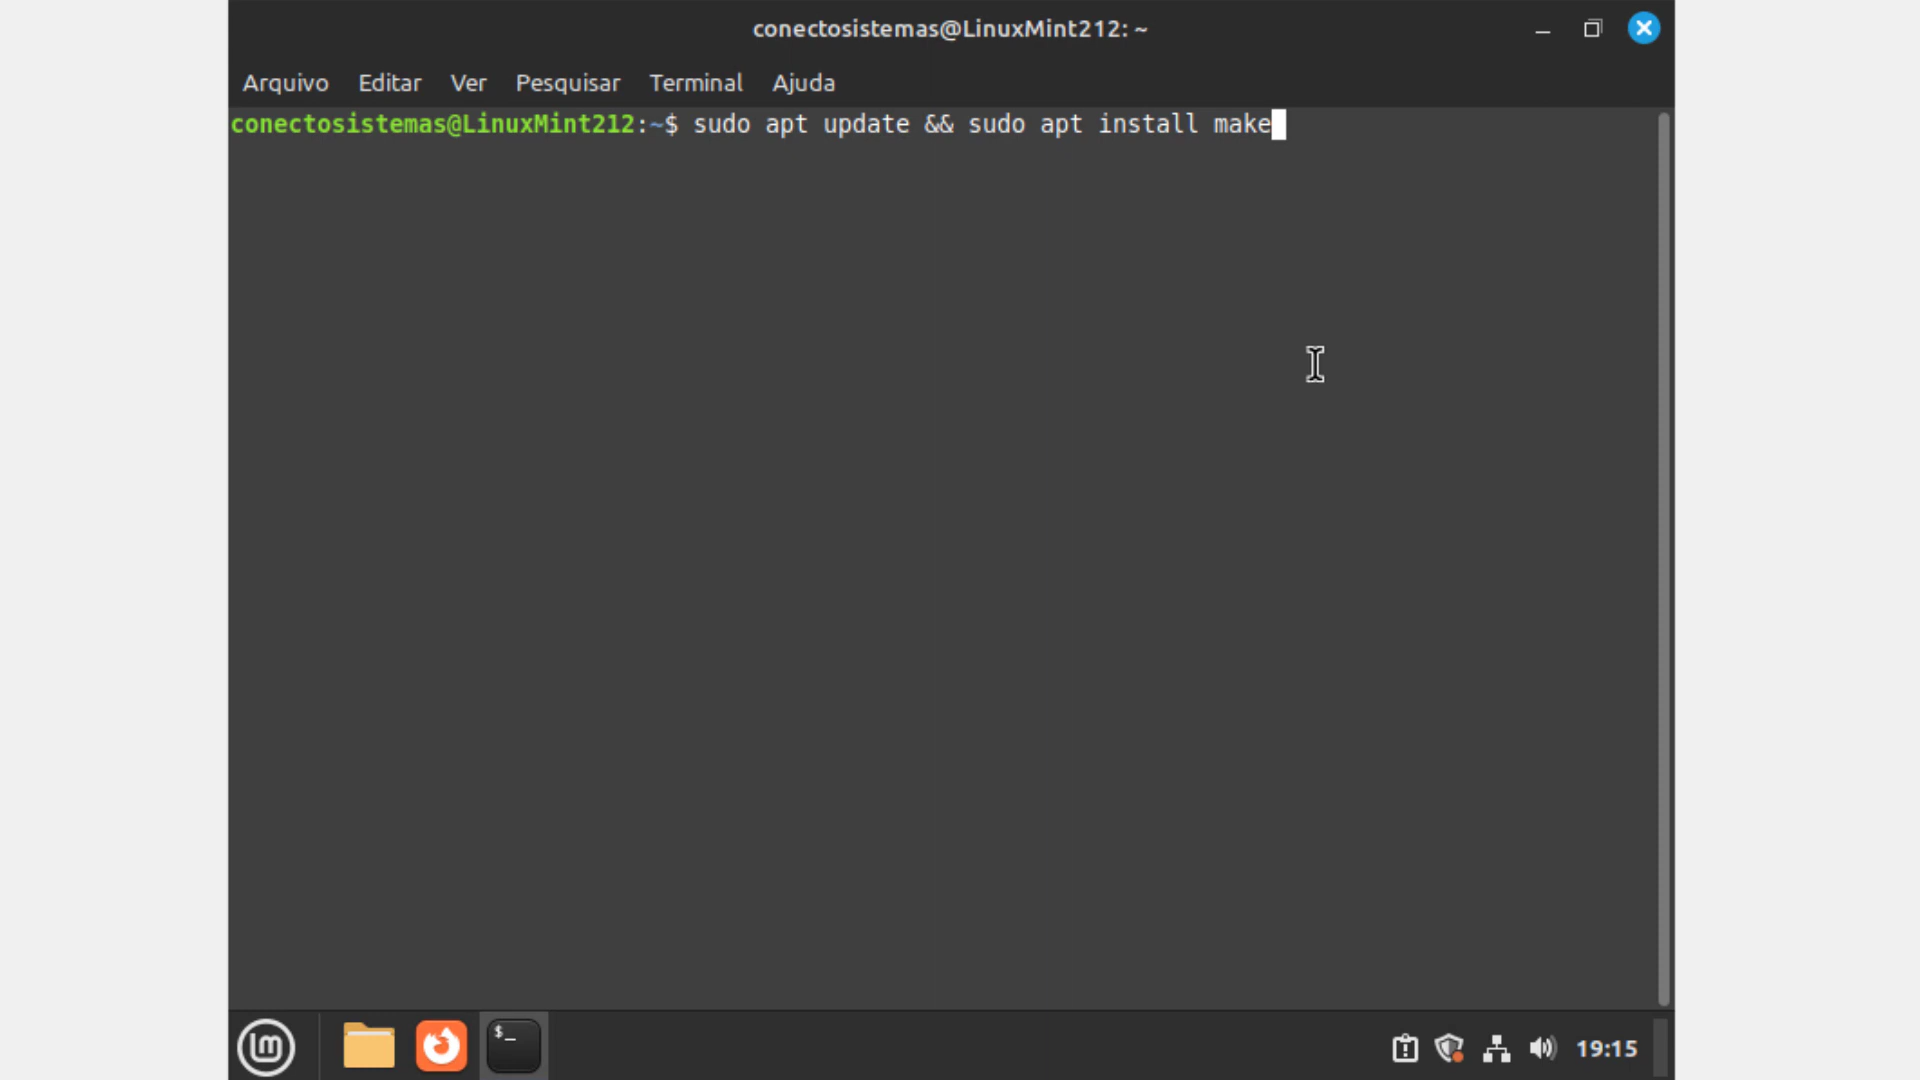 conectosistemas@LinuxMint212: ~
Arquivo Editar Ver Pesquisar Terminal Ajuda
conectosistemas@LinuxMint212:~$ sudo apt update && sudo apt install make
$_
19:15